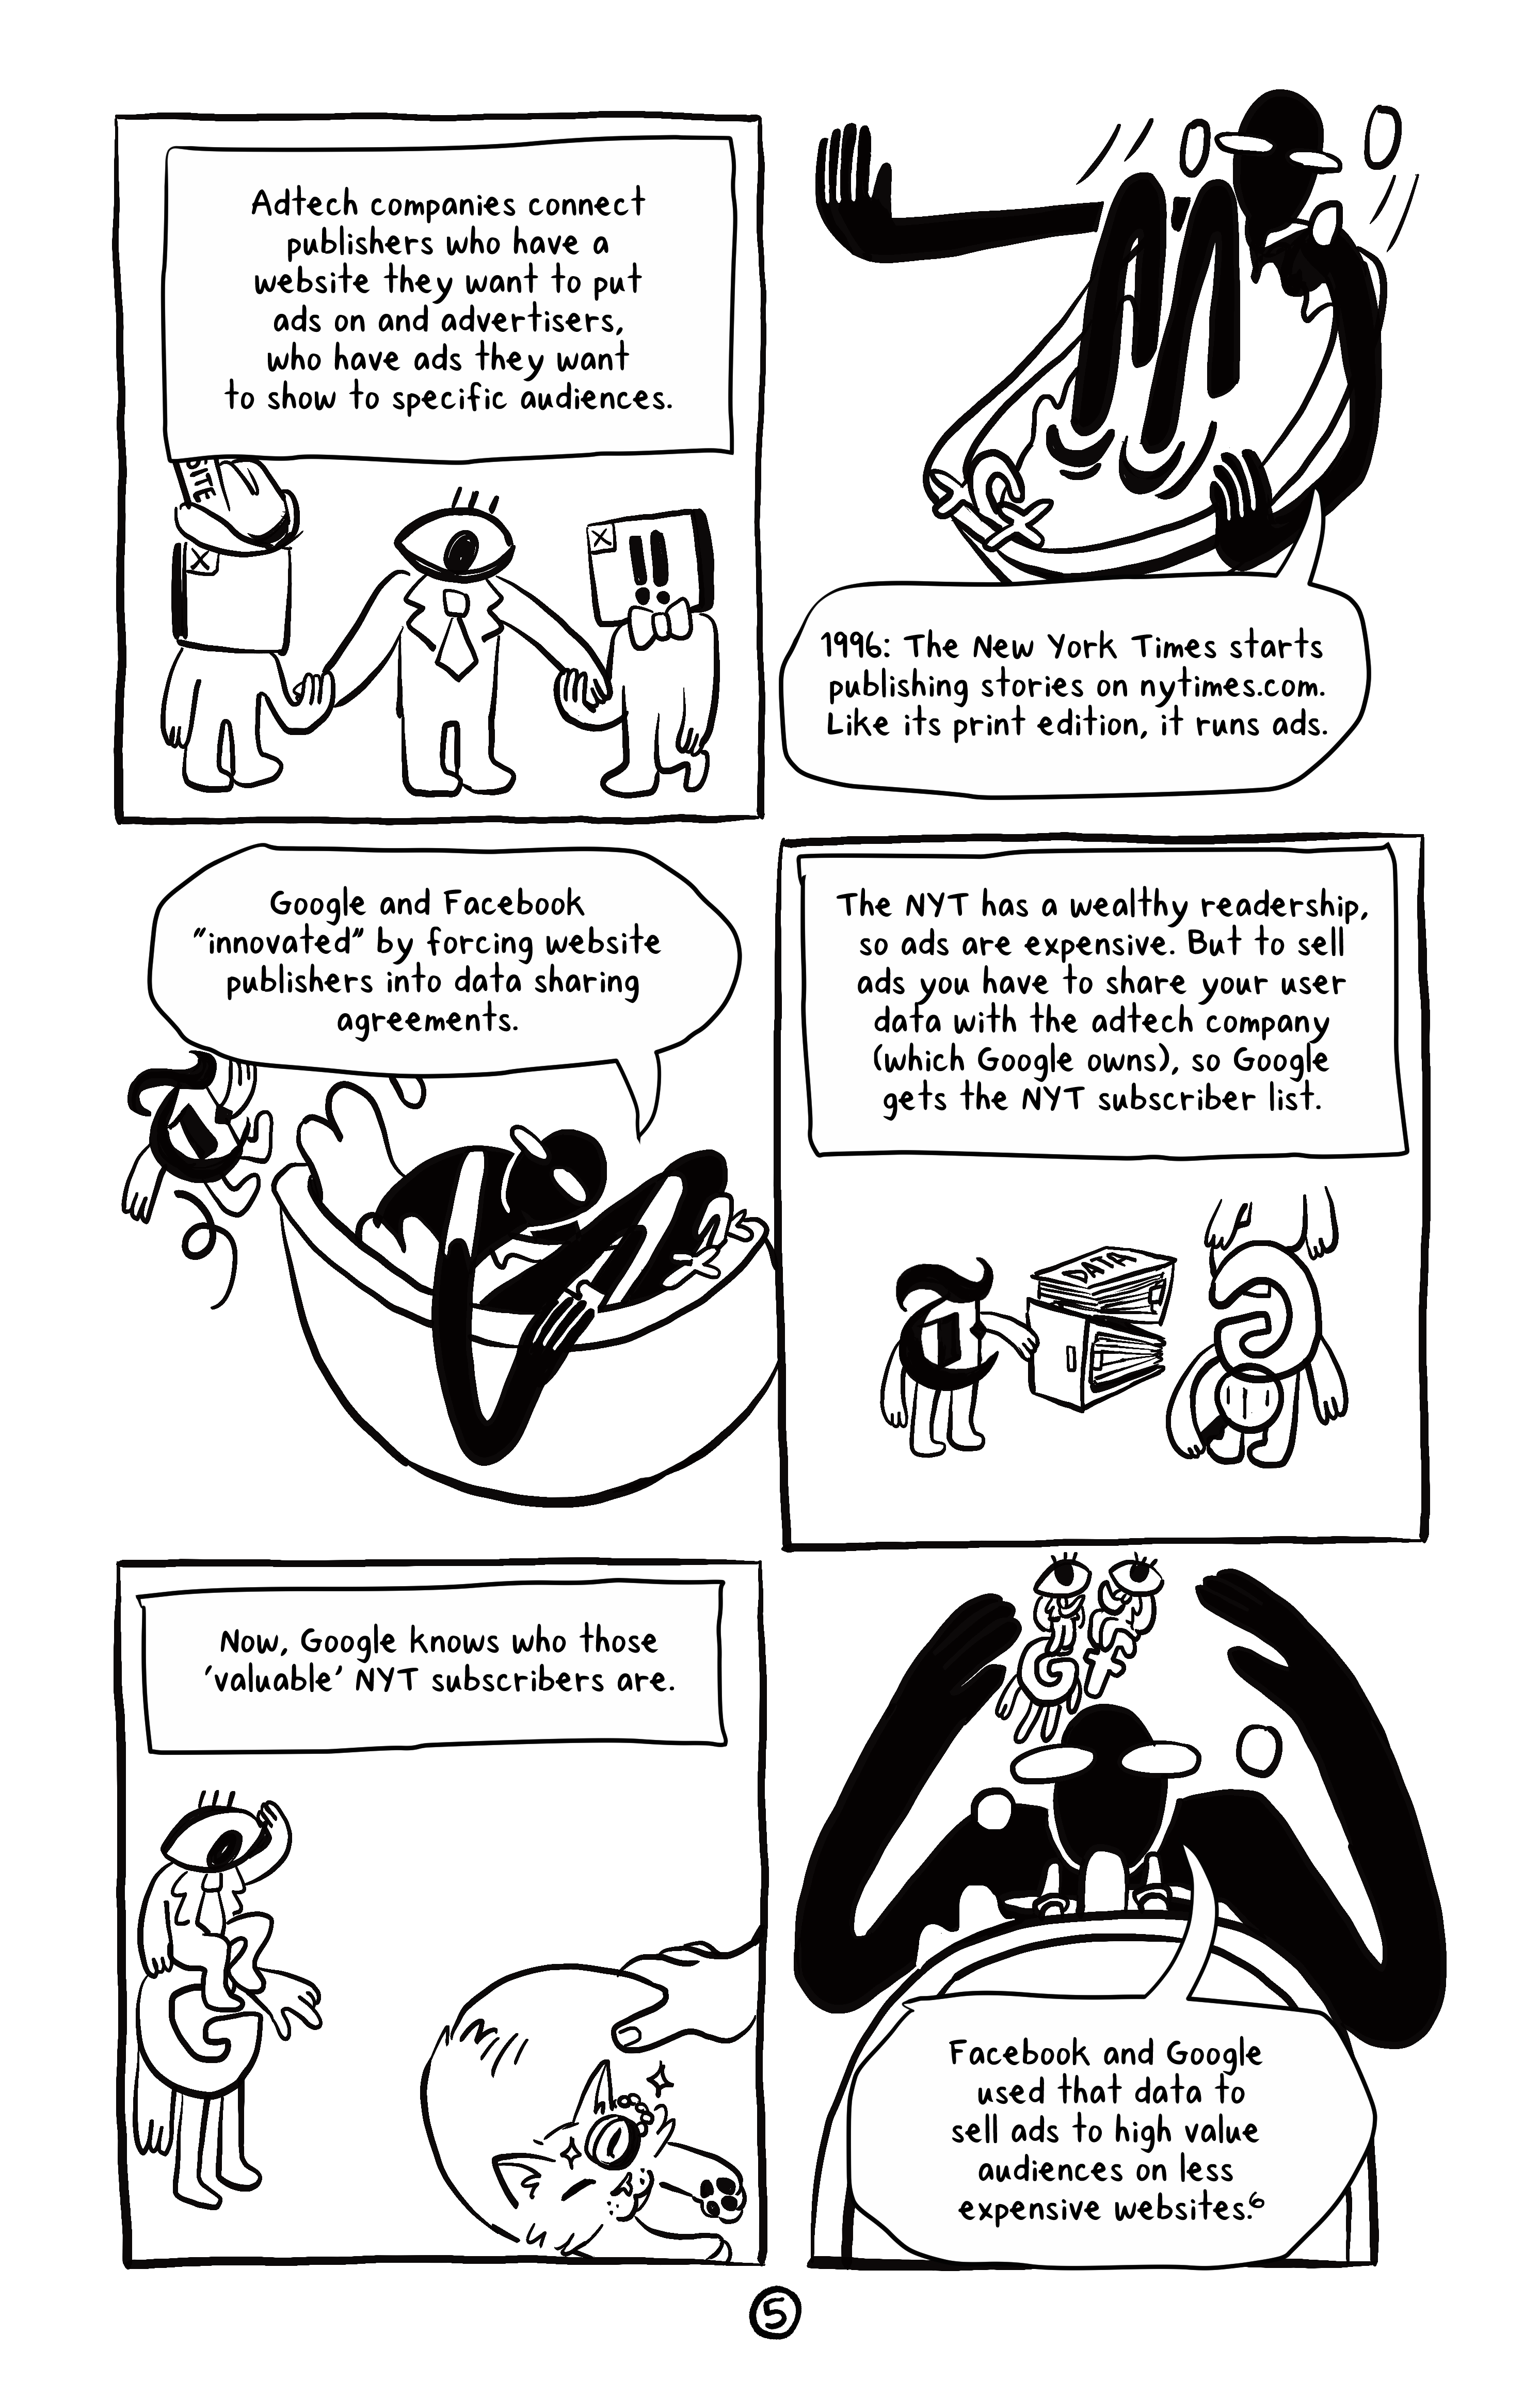 Adtech companies connect
publishers who have a
website they want to put
ads on and advertisers,
who have ads they want
to show to specific audiences.
SITE
1996: The New York Times starts
publishing stories on nytimes.com.
Like its print edition, it runs ads.
Google and Facebook
“innovated” by forcing website
publishers into data sharing
agreements.
The NYT has a wealthy readership,
so ads are expensive. But to sell
ads you have to share your user
data with the adtech company
(which Google owns), so Google
gets the NYT subscriber list.
T
T
DATA
G
Now, Google knows who those
‘valuable’ NYT subscribers are.
G
G f
Facebook and Google
used that data to
sell ads to high value
audiences on less
expensive websites.⁶
5